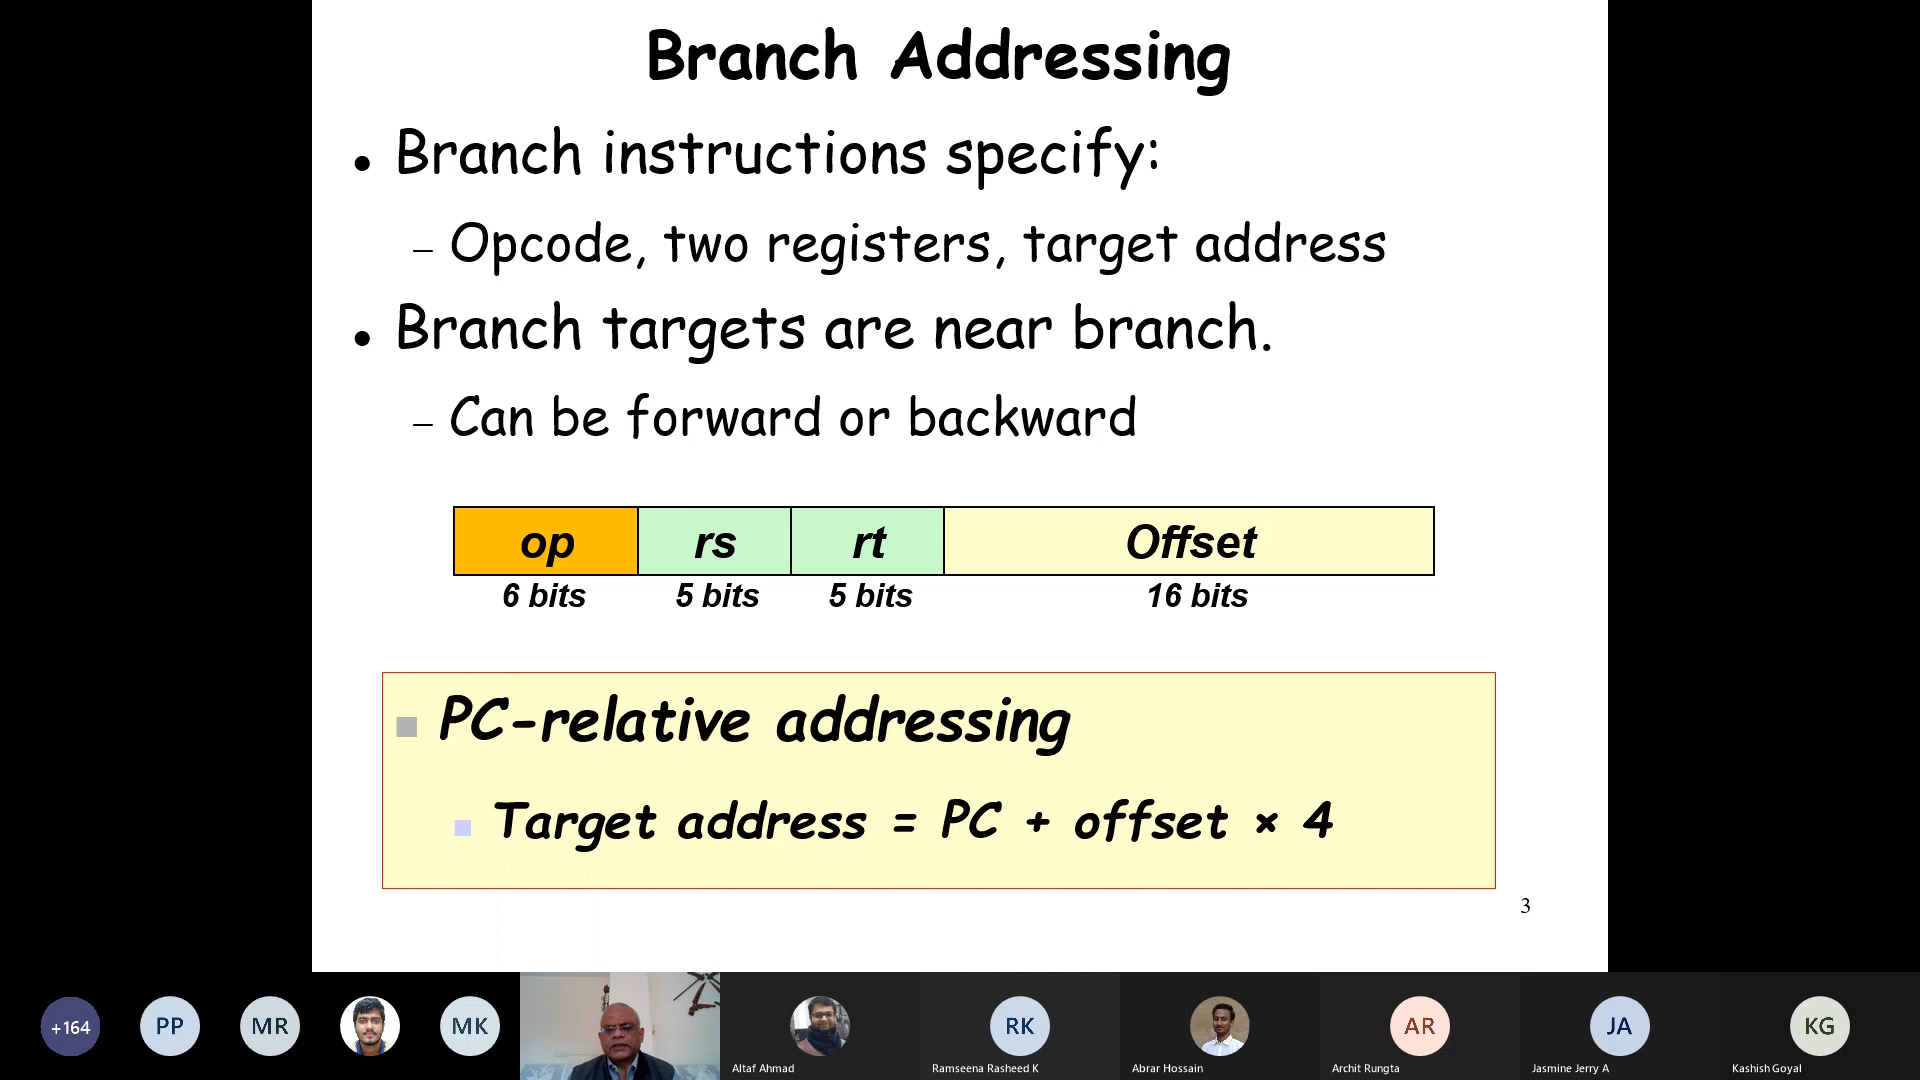 Branch Addressing
• Branch instructions specify:
– Opcode, two registers, target address
• Branch targets are near branch.
– Can be forward or backward
op rs rt Offset
6 bits 5 bits 5 bits 16 bits
PC-relative addressing
Target address = PC + offset × 4
3
+164 PP MR MK RK AR JA KG
Altaf Ahmad Ramseena Rasheed K Abrar Hossain Archit Rungta Jasmine Jerry A Kashish Goyal